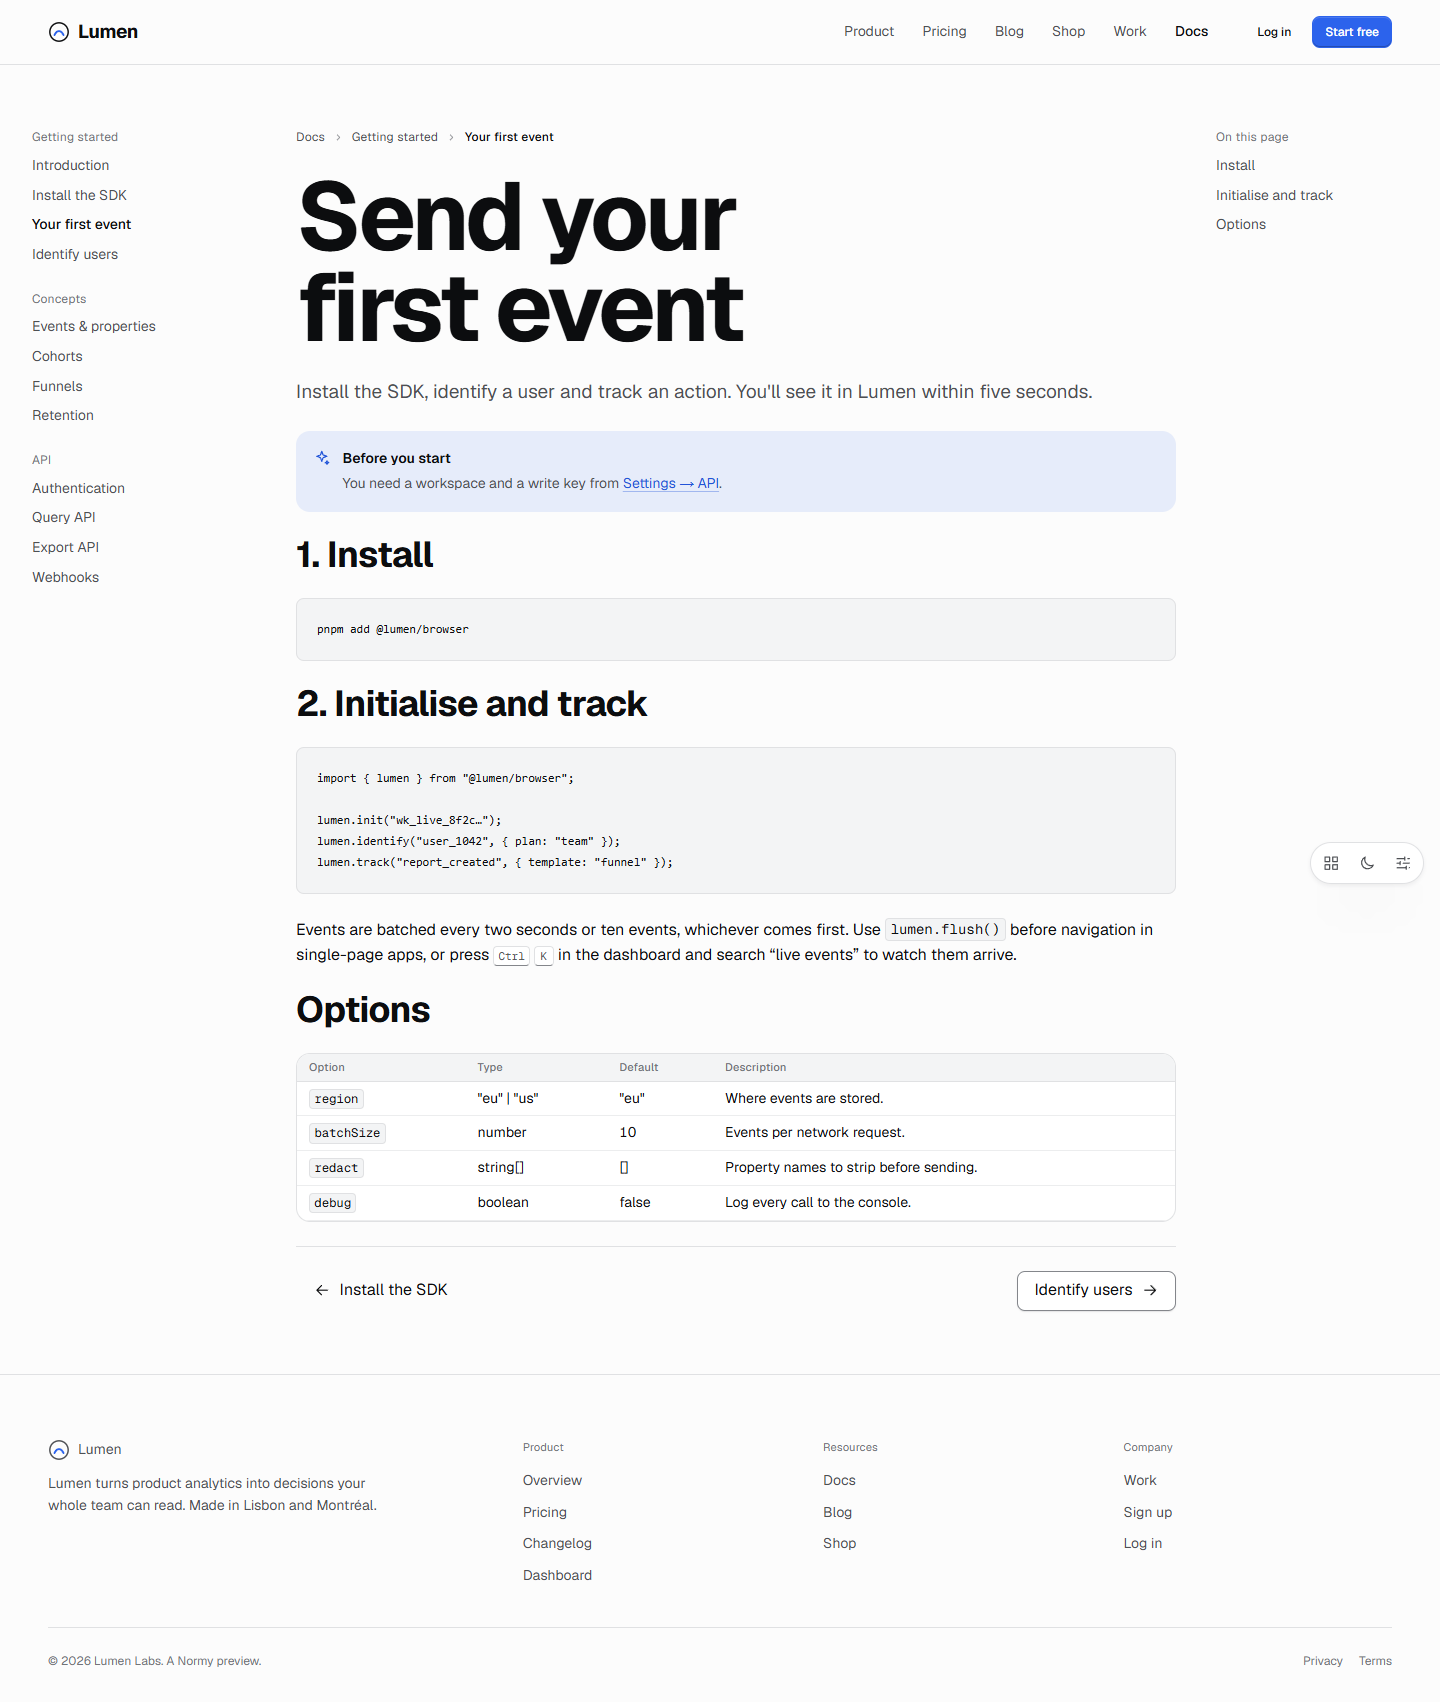 Lumen
Product
Pricing
Blog
Shop
Work
Docs
Log in
Start free
Getting started
Introduction
Install the SDK
Your first event
Identify users
Concepts
Events & properties
Cohorts
Funnels
Retention
API
Authentication
Query API
Export API
Webhooks
Docs › Getting started › Your first event
Send your
first event
Install the SDK, identify a user and track an action. You'll see it in Lumen within five seconds.
Before you start
You need a workspace and a write key from Settings → API.
1. Install
pnpm add @lumen/browser
2. Initialise and track
import { lumen } from "@lumen/browser";
lumen.init("wk_live_8f2c…");
lumen.identify("user_1042", { plan: "team" });
lumen.track("report_created", { template: "funnel" });
Events are batched every two seconds or ten events, whichever comes first. Use lumen.flush() before navigation in
single-page apps, or press Ctrl K in the dashboard and search “live events” to watch them arrive.
Options
Option Type Default Description
region "eu" | "us" "eu" Where events are stored.
batchSize number 10 Events per network request.
redact string[] [] Property names to strip before sending.
debug boolean false Log every call to the console.
← Install the SDK
Identify users →
On this page
Install
Initialise and track
Options
Lumen
Lumen turns product analytics into decisions your
whole team can read. Made in Lisbon and Montréal.
Product
Overview
Pricing
Changelog
Dashboard
Resources
Docs
Blog
Shop
Company
Work
Sign up
Log in
© 2026 Lumen Labs. A Normy preview.
Privacy
Terms